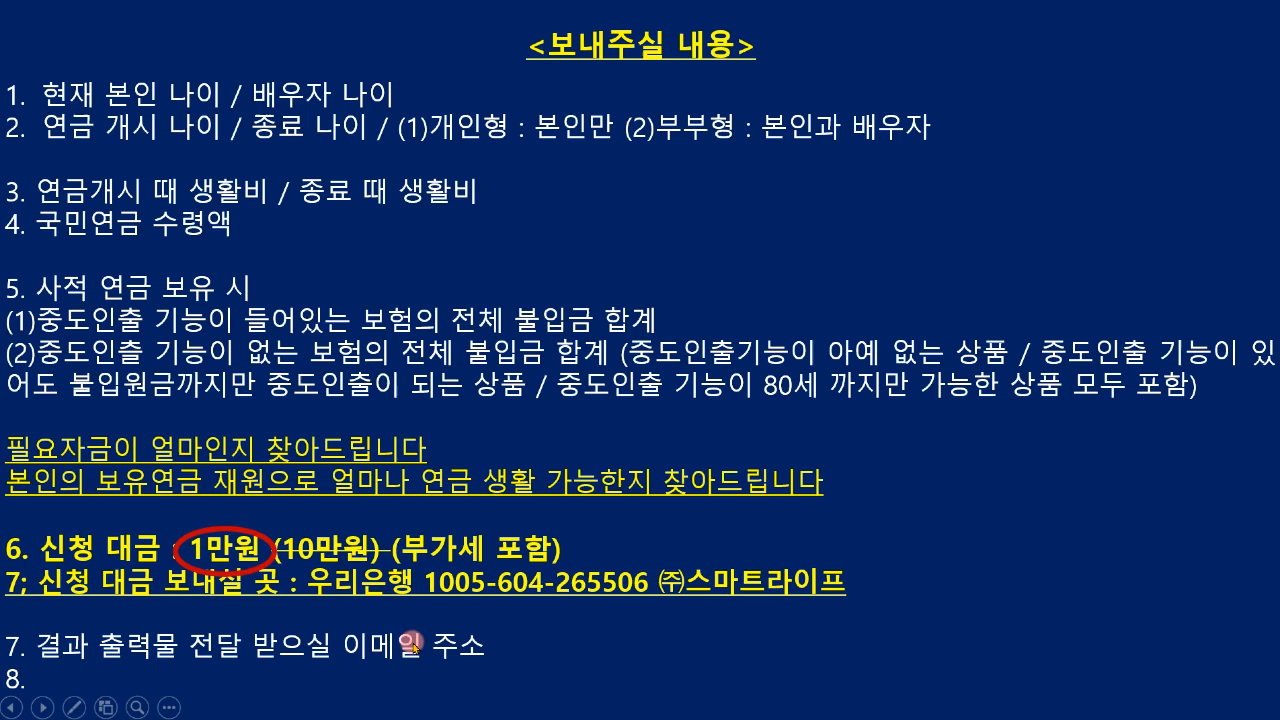 <보내주실 내용>
1. 현재 본인 나이 / 배우자 나이
2. 연금 개시 나이 / 종료 나이 / (1)개인형 : 본인만 (2)부부형 : 본인과 배우자
3. 연금개시 때 생활비 / 종료 때 생활비
4. 국민연금 수령액
5. 사적 연금 보유 시
(1)중도인출 기능이 들어있는 보험의 전체 불입금 합계
(2)중도인츨 기능이 없는 보험의 전체 불입금 합계 (중도인출기능이 아예 없는 상품 / 중도인출 기능이 있
어도 불입원금까지만 중도인출이 되는 상품 / 중도인출 기능이 80세 까지만 가능한 상품 모두 포함)
필요자금이 얼마인지 찾아드립니다
본인의 보유연금 재원으로 얼마나 연금 생활 가능한지 찾아드립니다
6. 신청 대금 : 1만원 (10만원) (부가세 포함)
7; 신청 대금 보내실 곳 : 우리은행 1005-604-265506 ㈜스마트라이프
7. 결과 출력물 전달 받으실 이메일 주소
8.